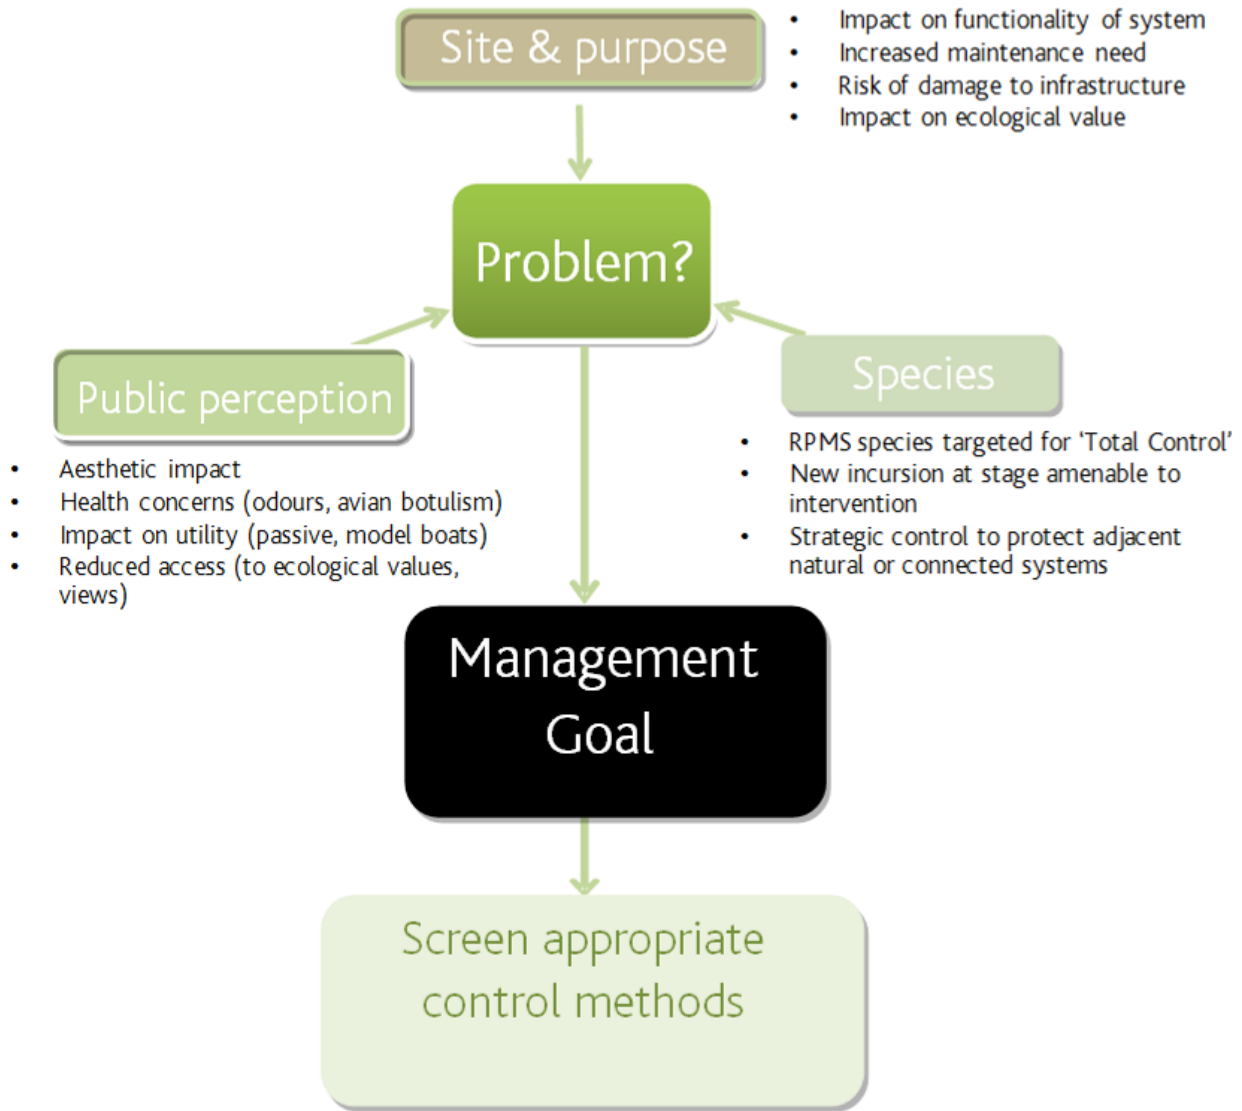 Site & purpose
• Impact on functionality of system
• Increased maintenance need
• Risk of damage to infrastructure
• Impact on ecological value
Problem?
Public perception
• Aesthetic impact
• Health concerns (odours, avian botulism)
• Impact on utility (passive, model boats)
• Reduced access (to ecological values,
views)
Species
• RPMS species targeted for ‘Total Control’
• New incursion at stage amenable to
intervention
• Strategic control to protect adjacent
natural or connected systems
Management
Goal
Screen appropriate
control methods